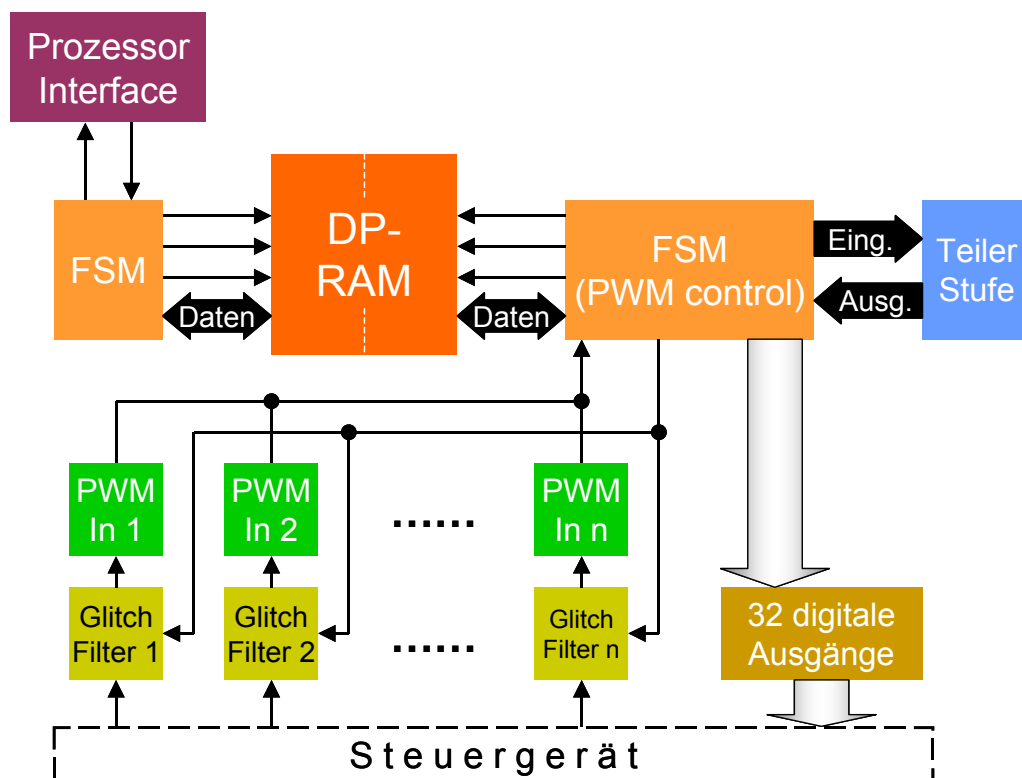 Prozessor
Interface
FSM
DP-
RAM
FSM
(PWM control)
Eing.
Ausg.
Teiler
Stufe
Daten
Daten
PWM
In 1
PWM
In 2
......
PWM
In n
Glitch
Filter 1
Glitch
Filter 2
......
Glitch
Filter n
32 digitale
Ausgänge
Steuergerät